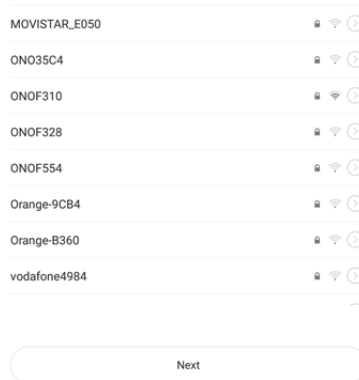 MOVISTAR_E050
ONO35C4
ONOF310
ONOF328
ONOF554
Orange-9CB4
Orange-B360
vodafone4984
Next